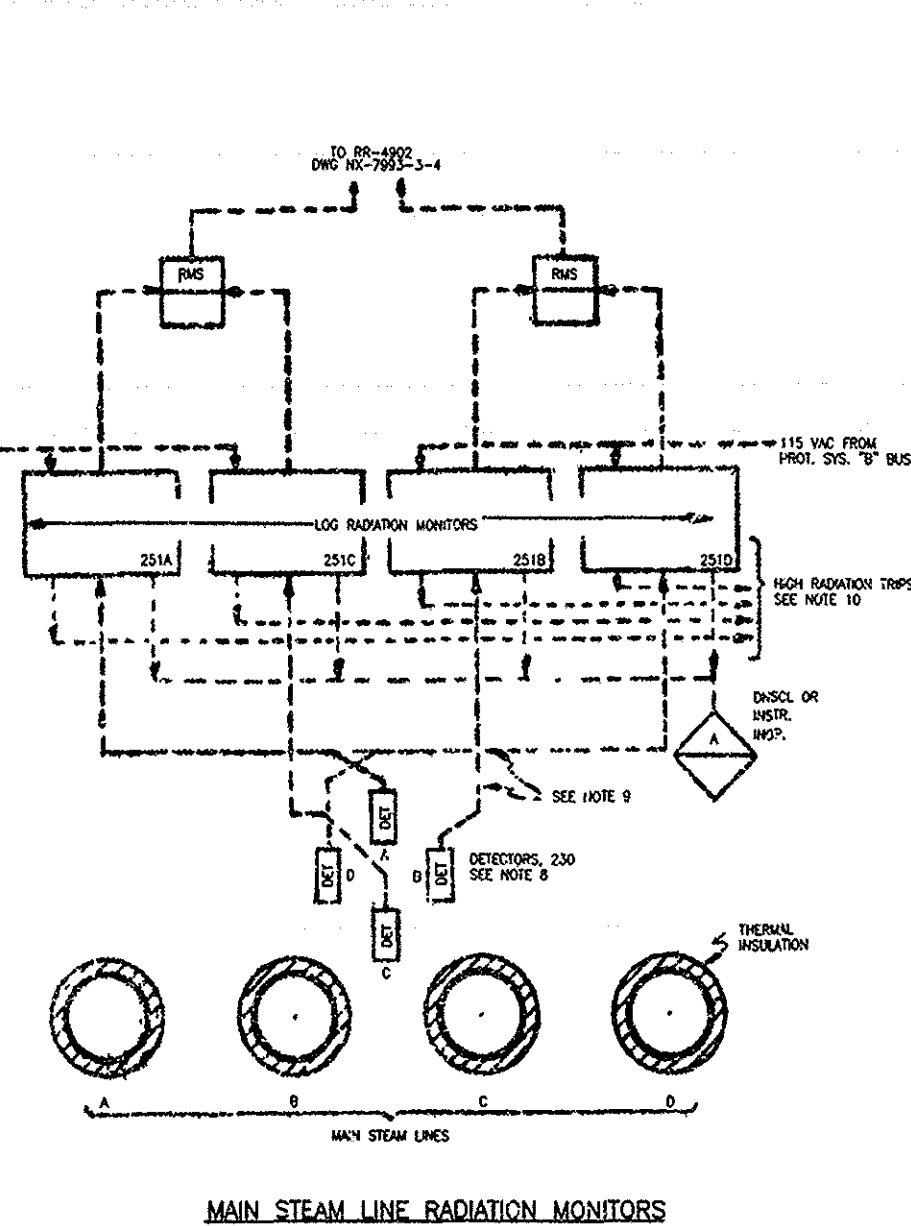 TO RR-4902
DWG NX-7993-3-4
RMS
RMS
115 VAC FROM
PROT. SYS. "B" BUS
LOG RADIATION MONITORS
251A
251C
251B
251D
HIGH RADIATION TRIPS
SEE NOTE 10
DNSCL OR
INSTR.
INOP.
A
SEE NOTE 9
DET
A
DET
D
B
DET
DETECTORS, 230
SEE NOTE 8
DET
C
THERMAL
INSULATION
A
B
C
D
MAIN STEAM LINES
MAIN STEAM LINE RADIATION MONITORS